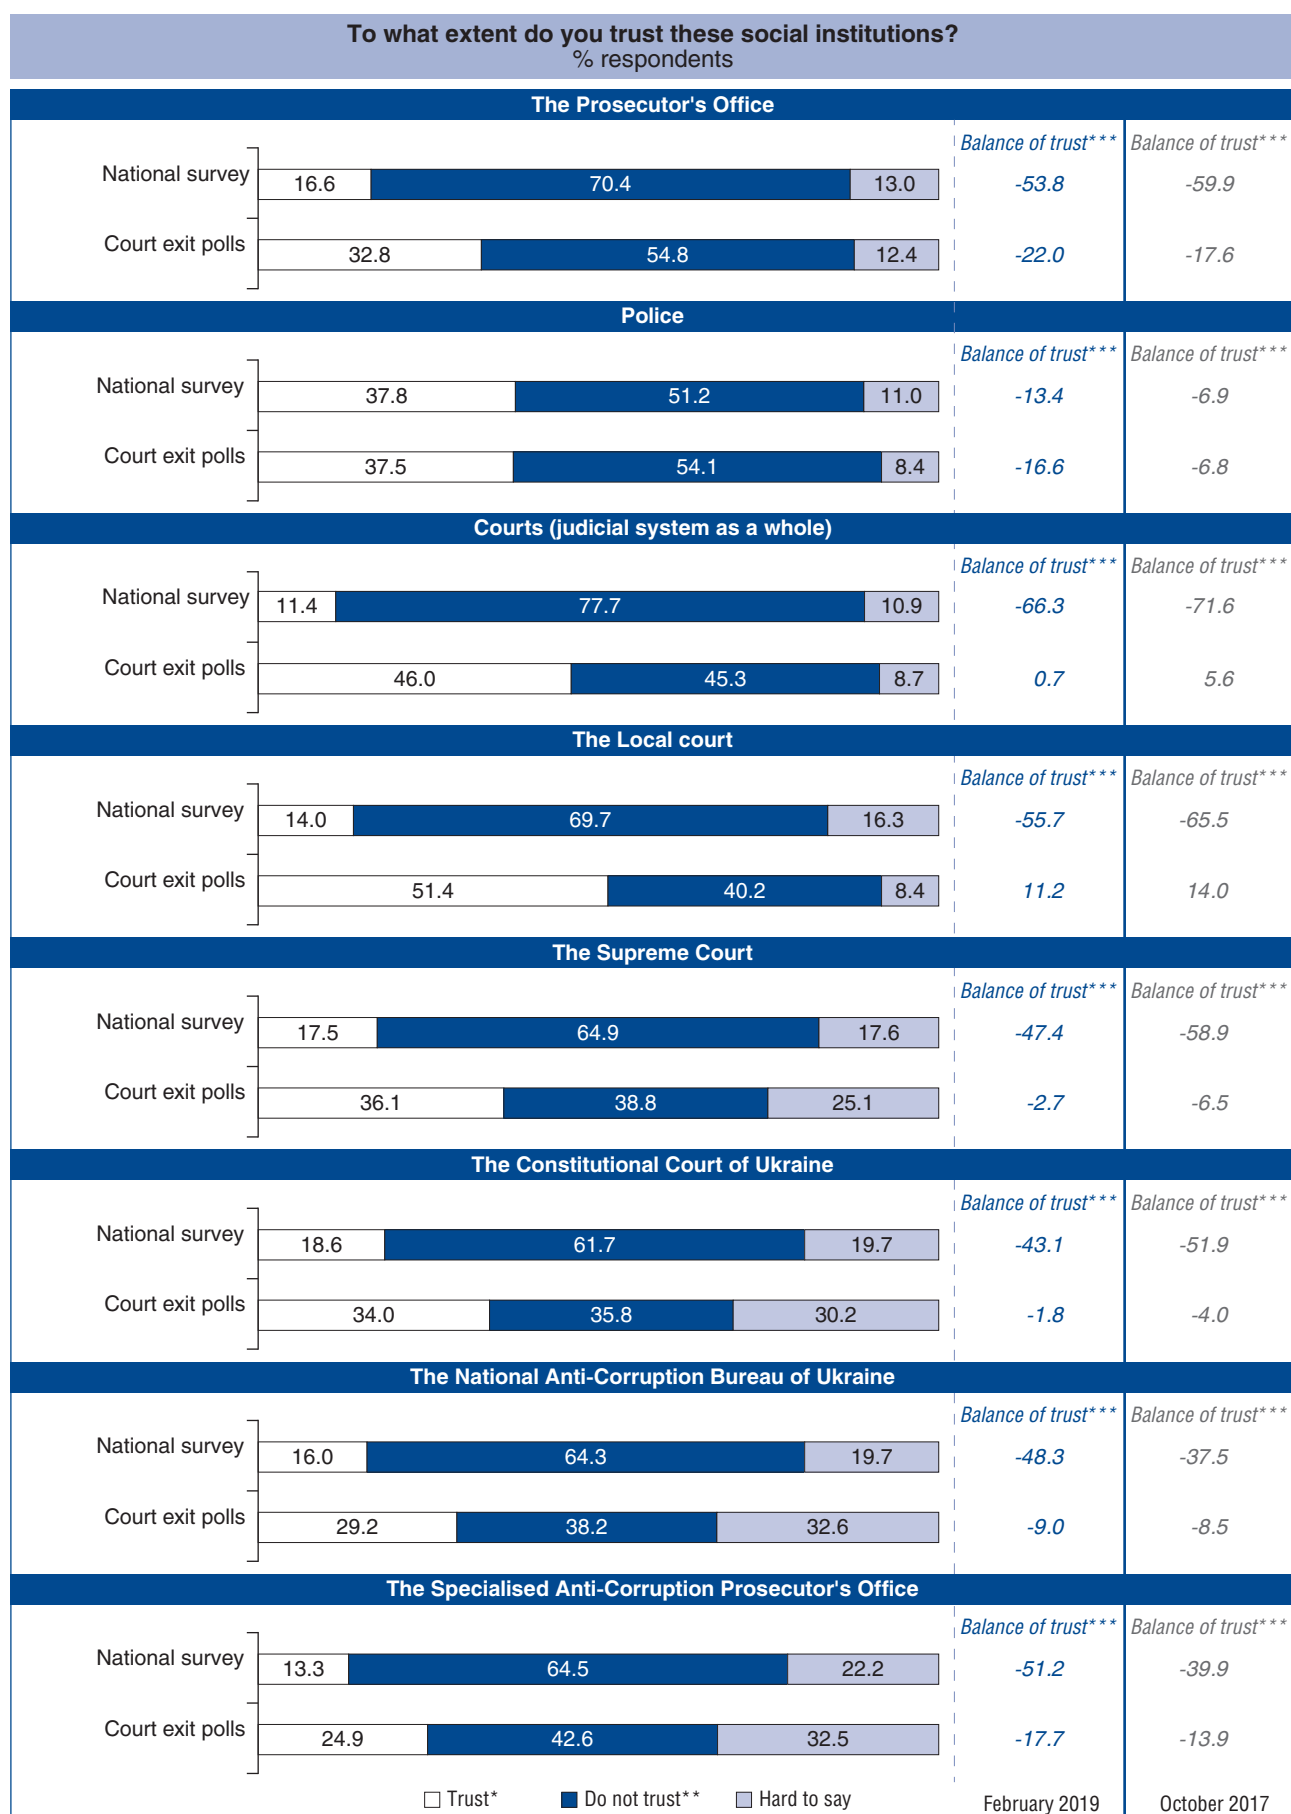 To what extent do you trust these social institutions?
% respondents
The Prosecutor's Office
Balance of trust*** Balance of trust***
National survey 16.6 70.4 13.0 -53.8 -59.9
Court exit polls 32.8 54.8 12.4 -22.0 -17.6
Police
Balance of trust*** Balance of trust***
National survey 37.8 51.2 11.0 -13.4 -6.9
Court exit polls 37.5 54.1 8.4 -16.6 -6.8
Courts (judicial system as a whole)
Balance of trust*** Balance of trust***
National survey 11.4 77.7 10.9 -66.3 -71.6
Court exit polls 46.0 45.3 8.7 0.7 5.6
The Local court
Balance of trust*** Balance of trust***
National survey 14.0 69.7 16.3 -55.7 -65.5
Court exit polls 51.4 40.2 8.4 11.2 14.0
The Supreme Court
Balance of trust*** Balance of trust***
National survey 17.5 64.9 17.6 -47.4 -58.9
Court exit polls 36.1 38.8 25.1 -2.7 -6.5
The Constitutional Court of Ukraine
Balance of trust*** Balance of trust***
National survey 18.6 61.7 19.7 -43.1 -51.9
Court exit polls 34.0 35.8 30.2 -1.8 -4.0
The National Anti-Corruption Bureau of Ukraine
Balance of trust*** Balance of trust***
National survey 16.0 64.3 19.7 -48.3 -37.5
Court exit polls 29.2 38.2 32.6 -9.0 -8.5
The Specialised Anti-Corruption Prosecutor's Office
Balance of trust*** Balance of trust***
National survey 13.3 64.5 22.2 -51.2 -39.9
Court exit polls 24.9 42.6 32.5 -17.7 -13.9
Trust* Do not trust** Hard to say February 2019 October 2017